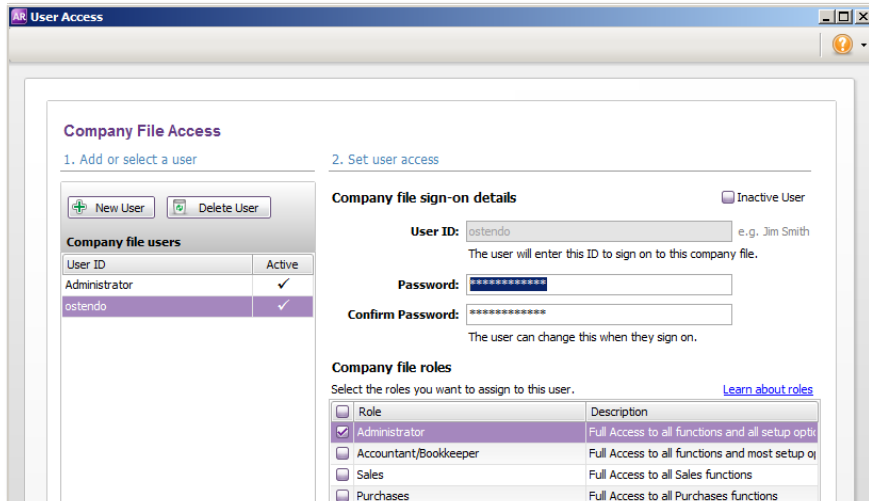 AR User Access
Company File Access
1. Add or select a user
2. Set user access
New User
Delete User
Company file users
User ID Active
Administrator ✓
ostendo ✓
Company file sign-on details
Inactive User
User ID: ostendo e.g. Jim Smith
The user will enter this ID to sign on to this company file.
Password: ************
Confirm Password: ************
The user can change this when they sign on.
Company file roles
Select the roles you want to assign to this user. Learn about roles
Role Description
Administrator Full Access to all functions and all setup optic
Accountant/Bookkeeper Full Access to all functions and most setup o
Sales Full Access to all Sales functions
Purchases Full Access to all Purchases functions